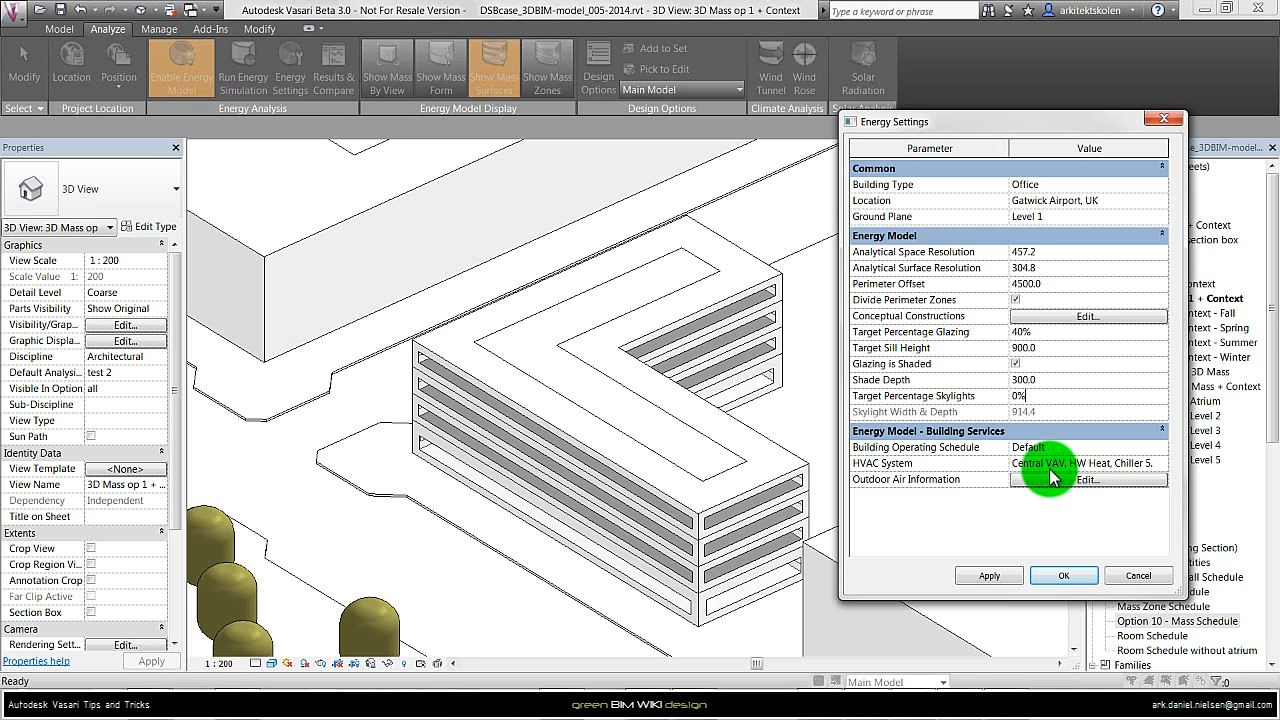 Autodesk Vasari Beta 3.0 - Not For Resale Version - DSBcase_3DBIM-model_005-2014.rvt - 3D View: 3D Mass op 1 + Context
Type a keyword or phrase
arkitektskolen
Model Analyze Manage Add-Ins Modify
Modify
Location
Position
Enable Energy Model
Run Energy Simulation
Energy Settings
Results & Compare
Show Mass By View
Show Mass Form
Show Mass Surfaces
Show Mass Zones
Design Options
Add to Set
Pick to Edit
Main Model
Wind Tunnel
Wind Rose
Solar Radiation
Select
Project Location
Energy Analysis
Energy Model Display
Design Options
Climate Analysis
Properties
3D View
3D View: 3D Mass op
Edit Type
Graphics
View Scale 1 : 200
Scale Value 1: 200
Detail Level Coarse
Parts Visibility Show Original
Visibility/Grap... Edit...
Graphic Displa... Edit...
Discipline Architectural
Default Analysi... test 2
Visible In Option all
Sub-Discipline
View Type
Sun Path
Identity Data
View Template <None>
View Name 3D Mass op 1 + ...
Dependency Independent
Title on Sheet
Extents
Crop View
Crop Region Vi...
Annotation Crop
Far Clip Active
Section Box
Camera
Rendering Sett... Edit...
Properties help Apply
Energy Settings
Parameter Value
Common
Building Type Office
Location Gatwick Airport, UK
Ground Plane Level 1
Energy Model
Analytical Space Resolution 457.2
Analytical Surface Resolution 304.8
Perimeter Offset 4500.0
Divide Perimeter Zones
Conceptual Constructions Edit...
Target Percentage Glazing 40%
Target Sill Height 900.0
Glazing is Shaded
Shade Depth 300.0
Target Percentage Skylights 0%
Skylight Width & Depth 914.4
Energy Model - Building Services
Building Operating Schedule Default
HVAC System Central VAV, HW Heat, Chiller 5.
Outdoor Air Information Edit...
Apply OK Cancel
e_3DBIM-model...
eets)
section box
1 + Context
ntext - Fall
ntext - Spring
ntext - Summer
ntext - Winter
3D Mass
Mass + Context
Atrium
Level 2
Level 3
Level 4
Level 5
ng Section)
tities
all Schedule
Mass Zone Schedule
Option 10 - Mass Schedule
Room Schedule
Room Schedule without atrium
Families
1 : 200
Ready
Main Model
:0
Autodesk Vasari Tips and Tricks
green BIM WIKI design
ark.daniel.nielsen@gmail.com